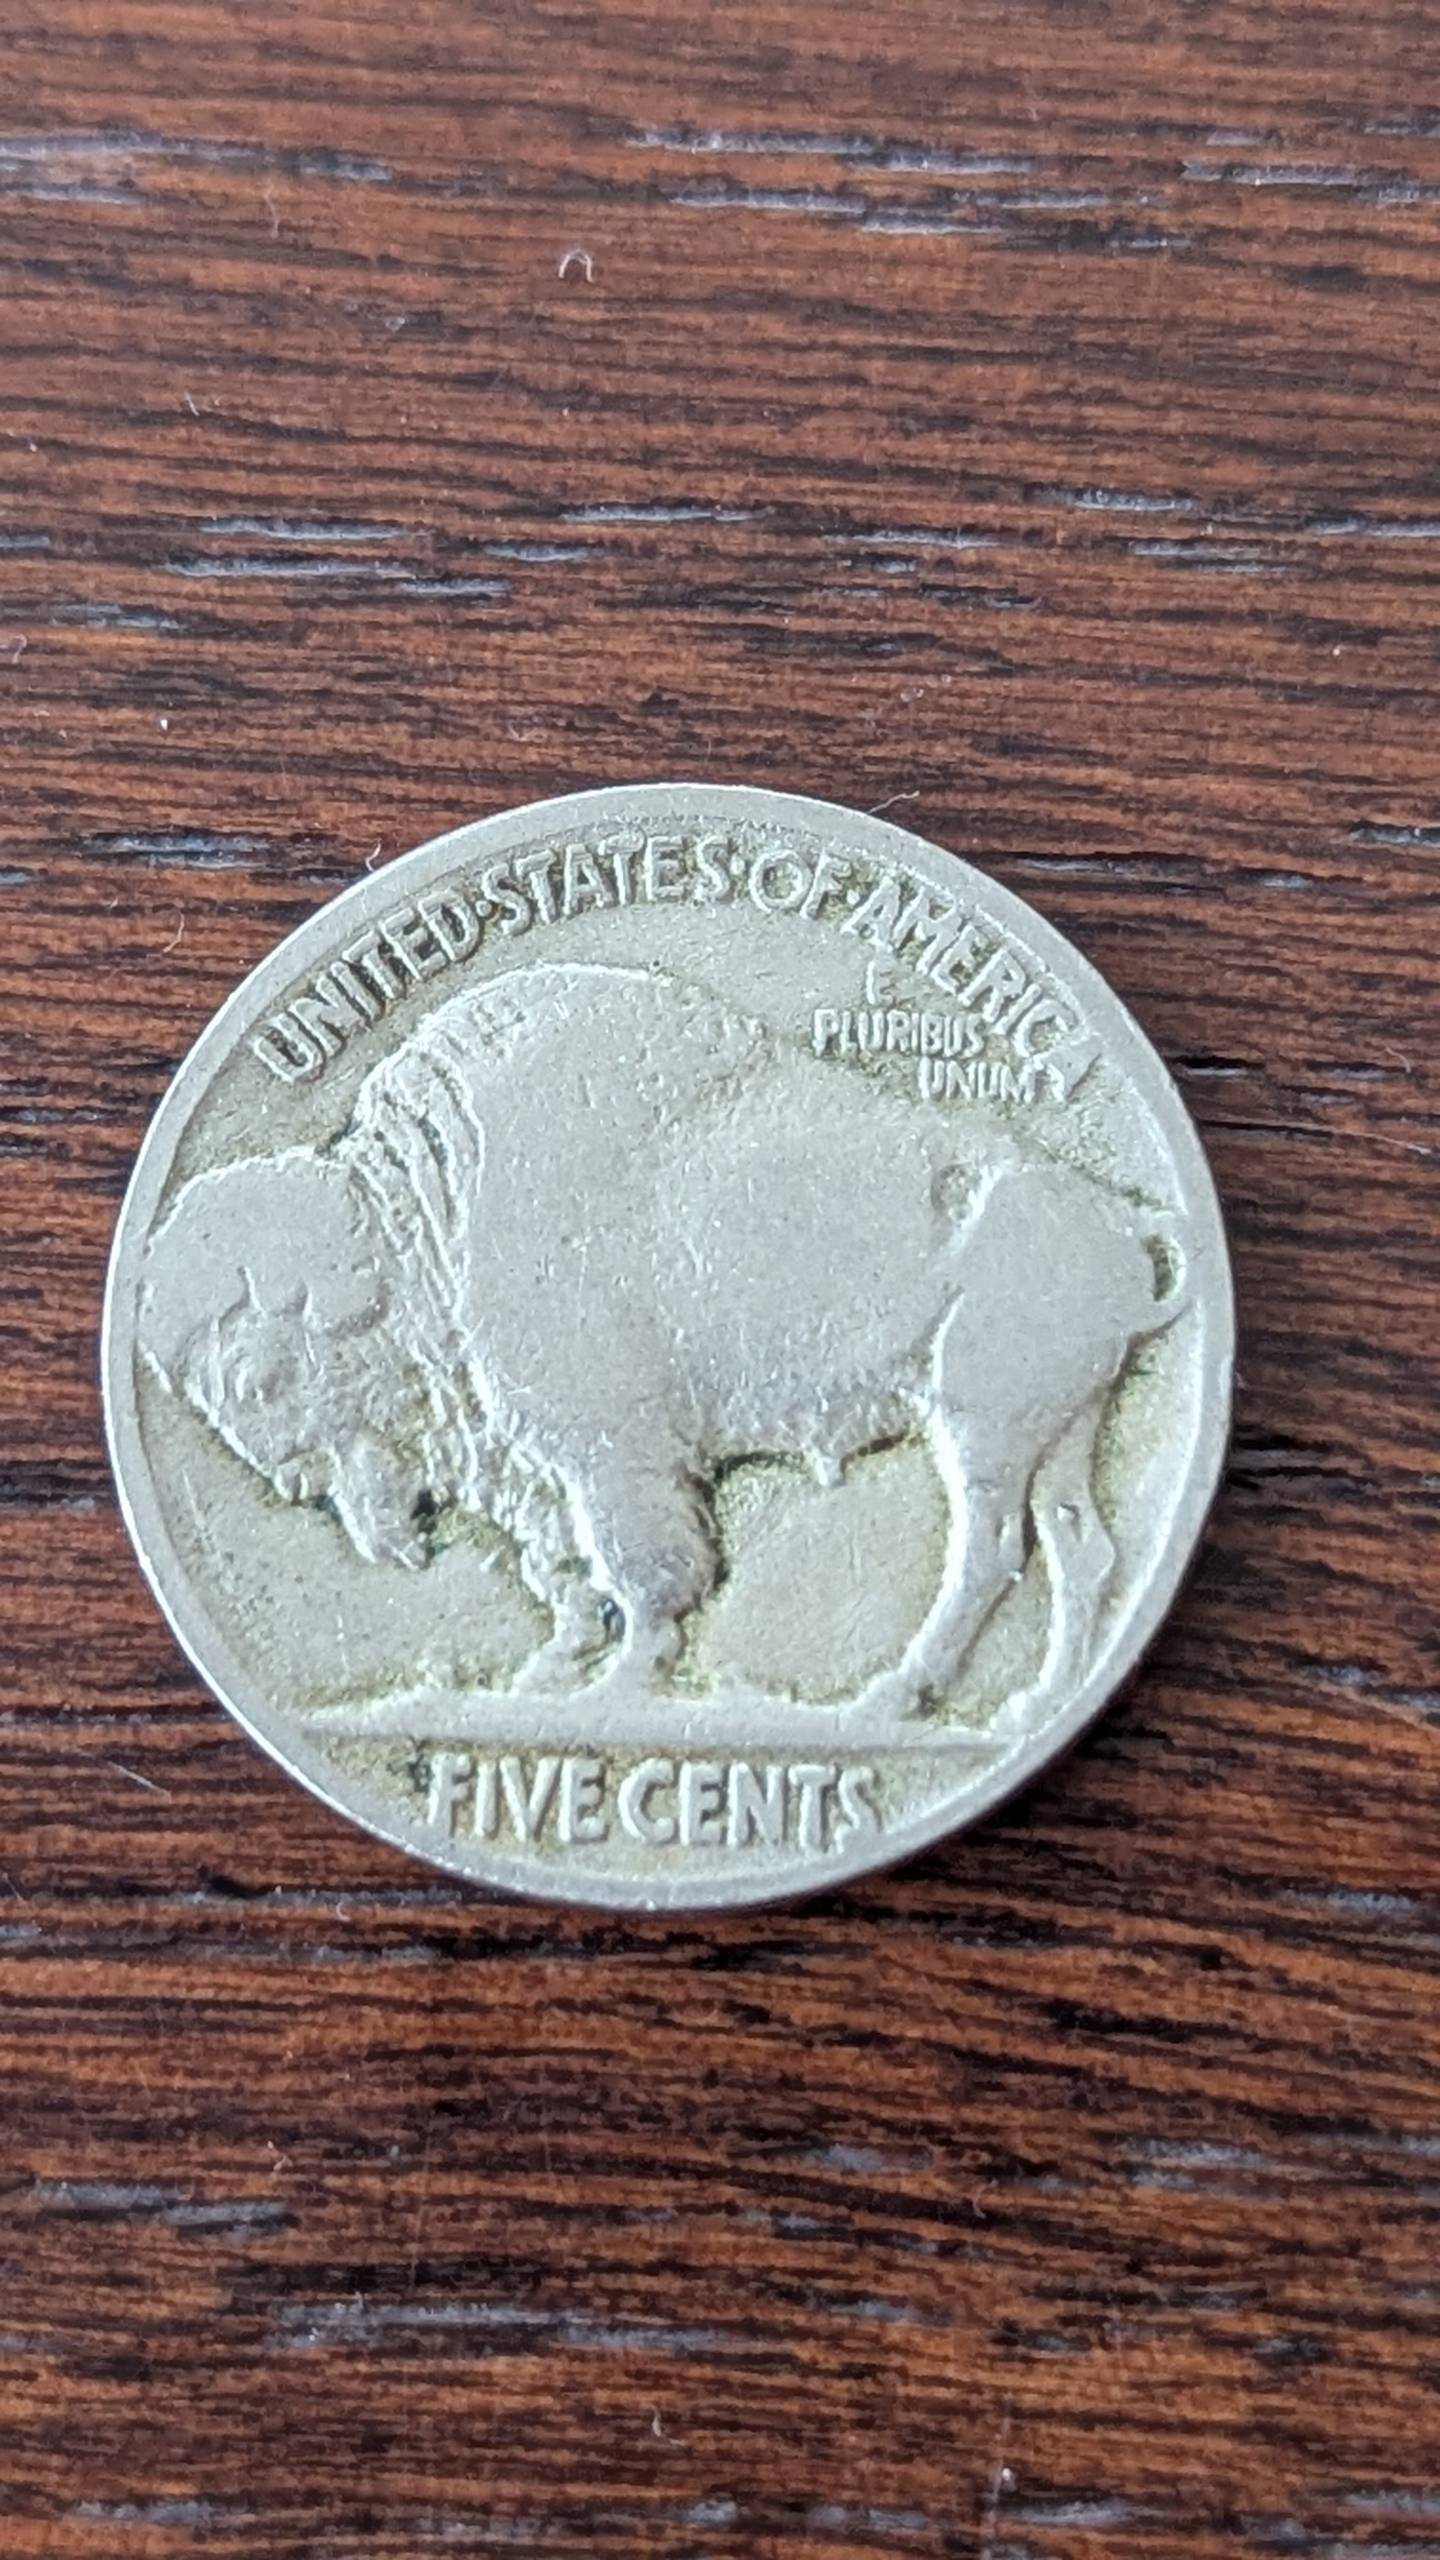 UNITED·STATES·OF·AMERICA
E
PLURIBUS
UNUM
FIVE CENTS